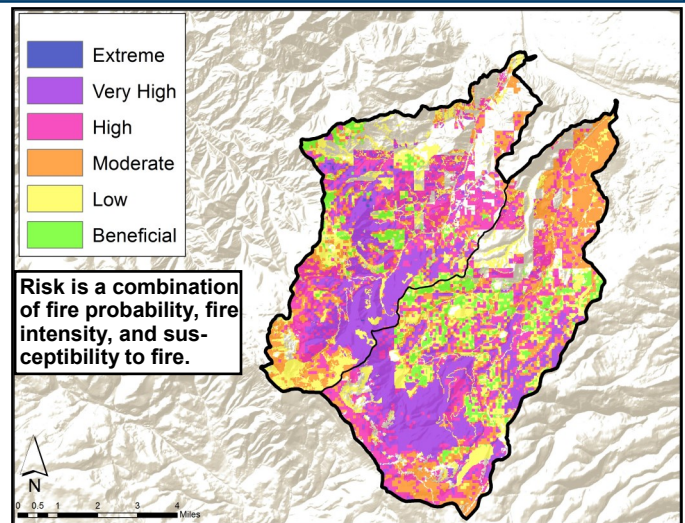 Extreme
Very High
High
Moderate
Low
Beneficial
Risk is a combination
of fire probability, fire
intensity, and sus-
ceptibility to fire.
N
0 0.5 1 2 3 4
Miles